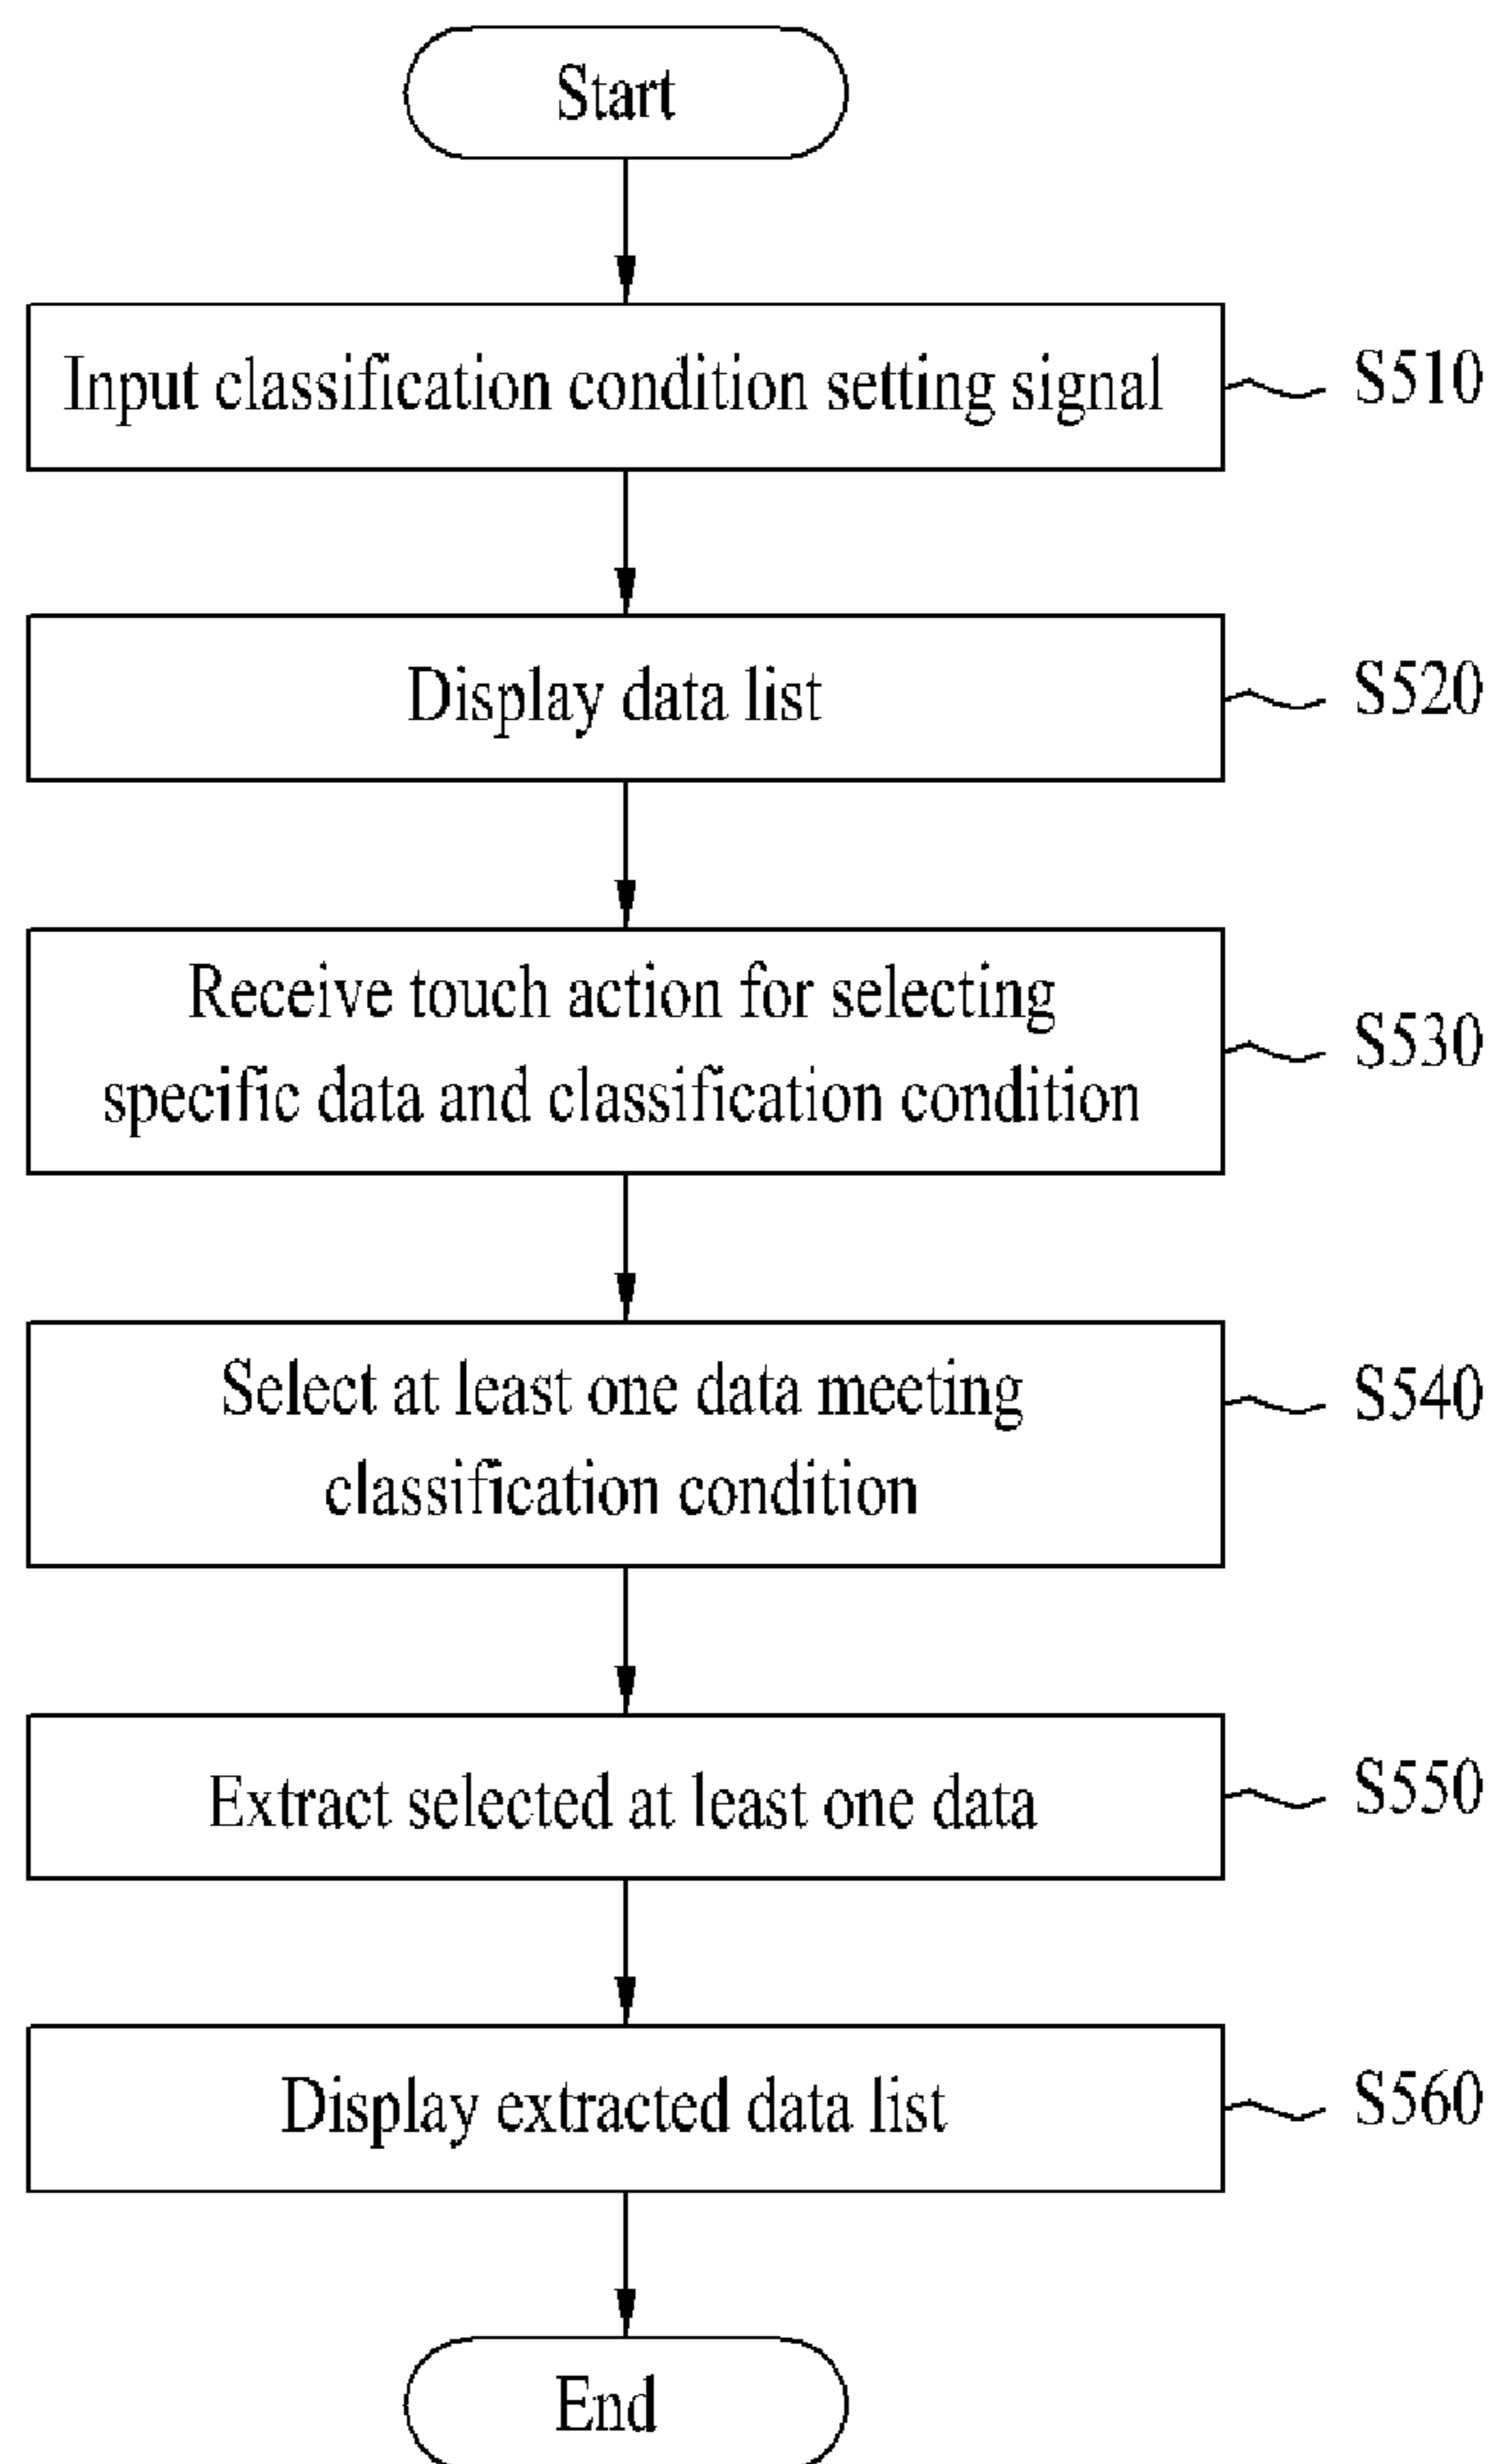 Start
Input classification condition setting signal
S510
Display data list
S520
Receive touch action for selecting
specific data and classification condition
S530
Select at least one data meeting
classification condition
S540
Extract selected at least one data
S550
Display extracted data list
S560
End